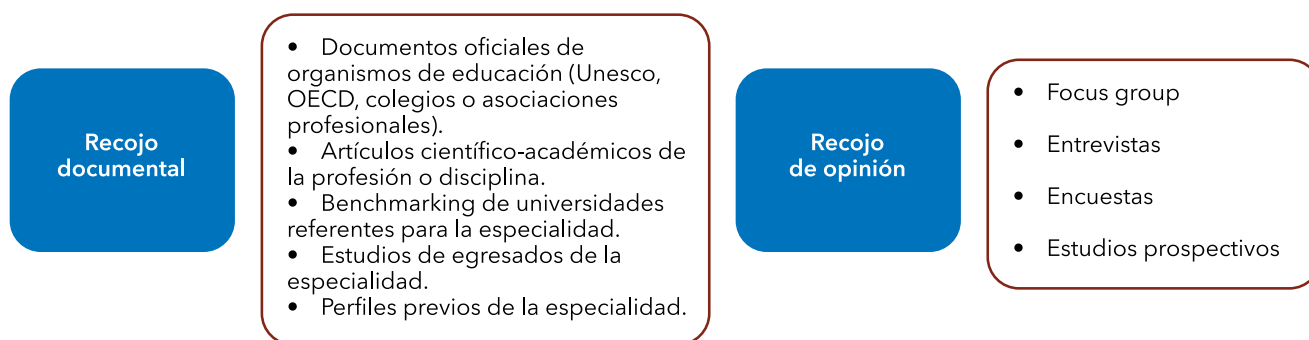 Recojo
documental
• Documentos oficiales de
organismos de educación (Unesco,
OECD, colegios o asociaciones
profesionales).
• Artículos científico-académicos de
la profesión o disciplina.
• Benchmarking de universidades
referentes para la especialidad.
• Estudios de egresados de la
especialidad.
• Perfiles previos de la especialidad.
Recojo
de opinión
• Focus group
• Entrevistas
• Encuestas
• Estudios prospectivos